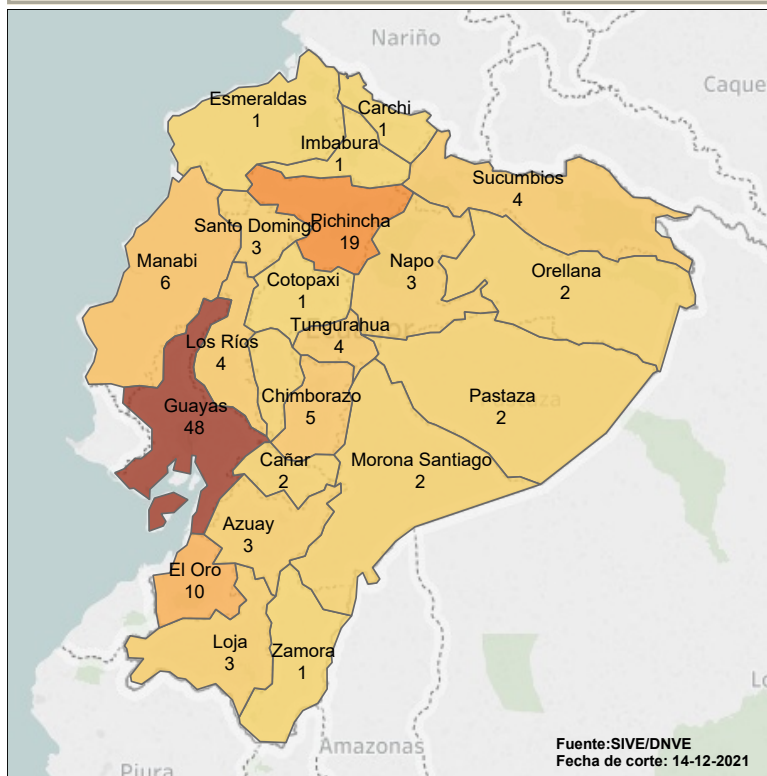 Nariño
Caque
Esmeraldas
1
Carchi
1
Imbabura
1
Sucumbios
4
Pichincha
19
Santo Domingo
3
Manabi
6
Napo
3
Orellana
2
Cotopaxi
1
Tungurahua
4
Ecuador
Los Ríos
4
Chimborazo
5
Pastaza
2
Guayas
48
Cañar
2
Morona Santiago
2
Azuay
3
El Oro
10
Loja
3
Zamora
1
Lo
Amazonas
Piura
Fuente:SIVE/DNVE
Fecha de corte: 14-12-2021